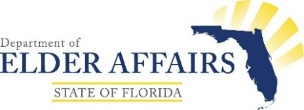 Department of
ELDER AFFAIRS
STATE OF FLORIDA